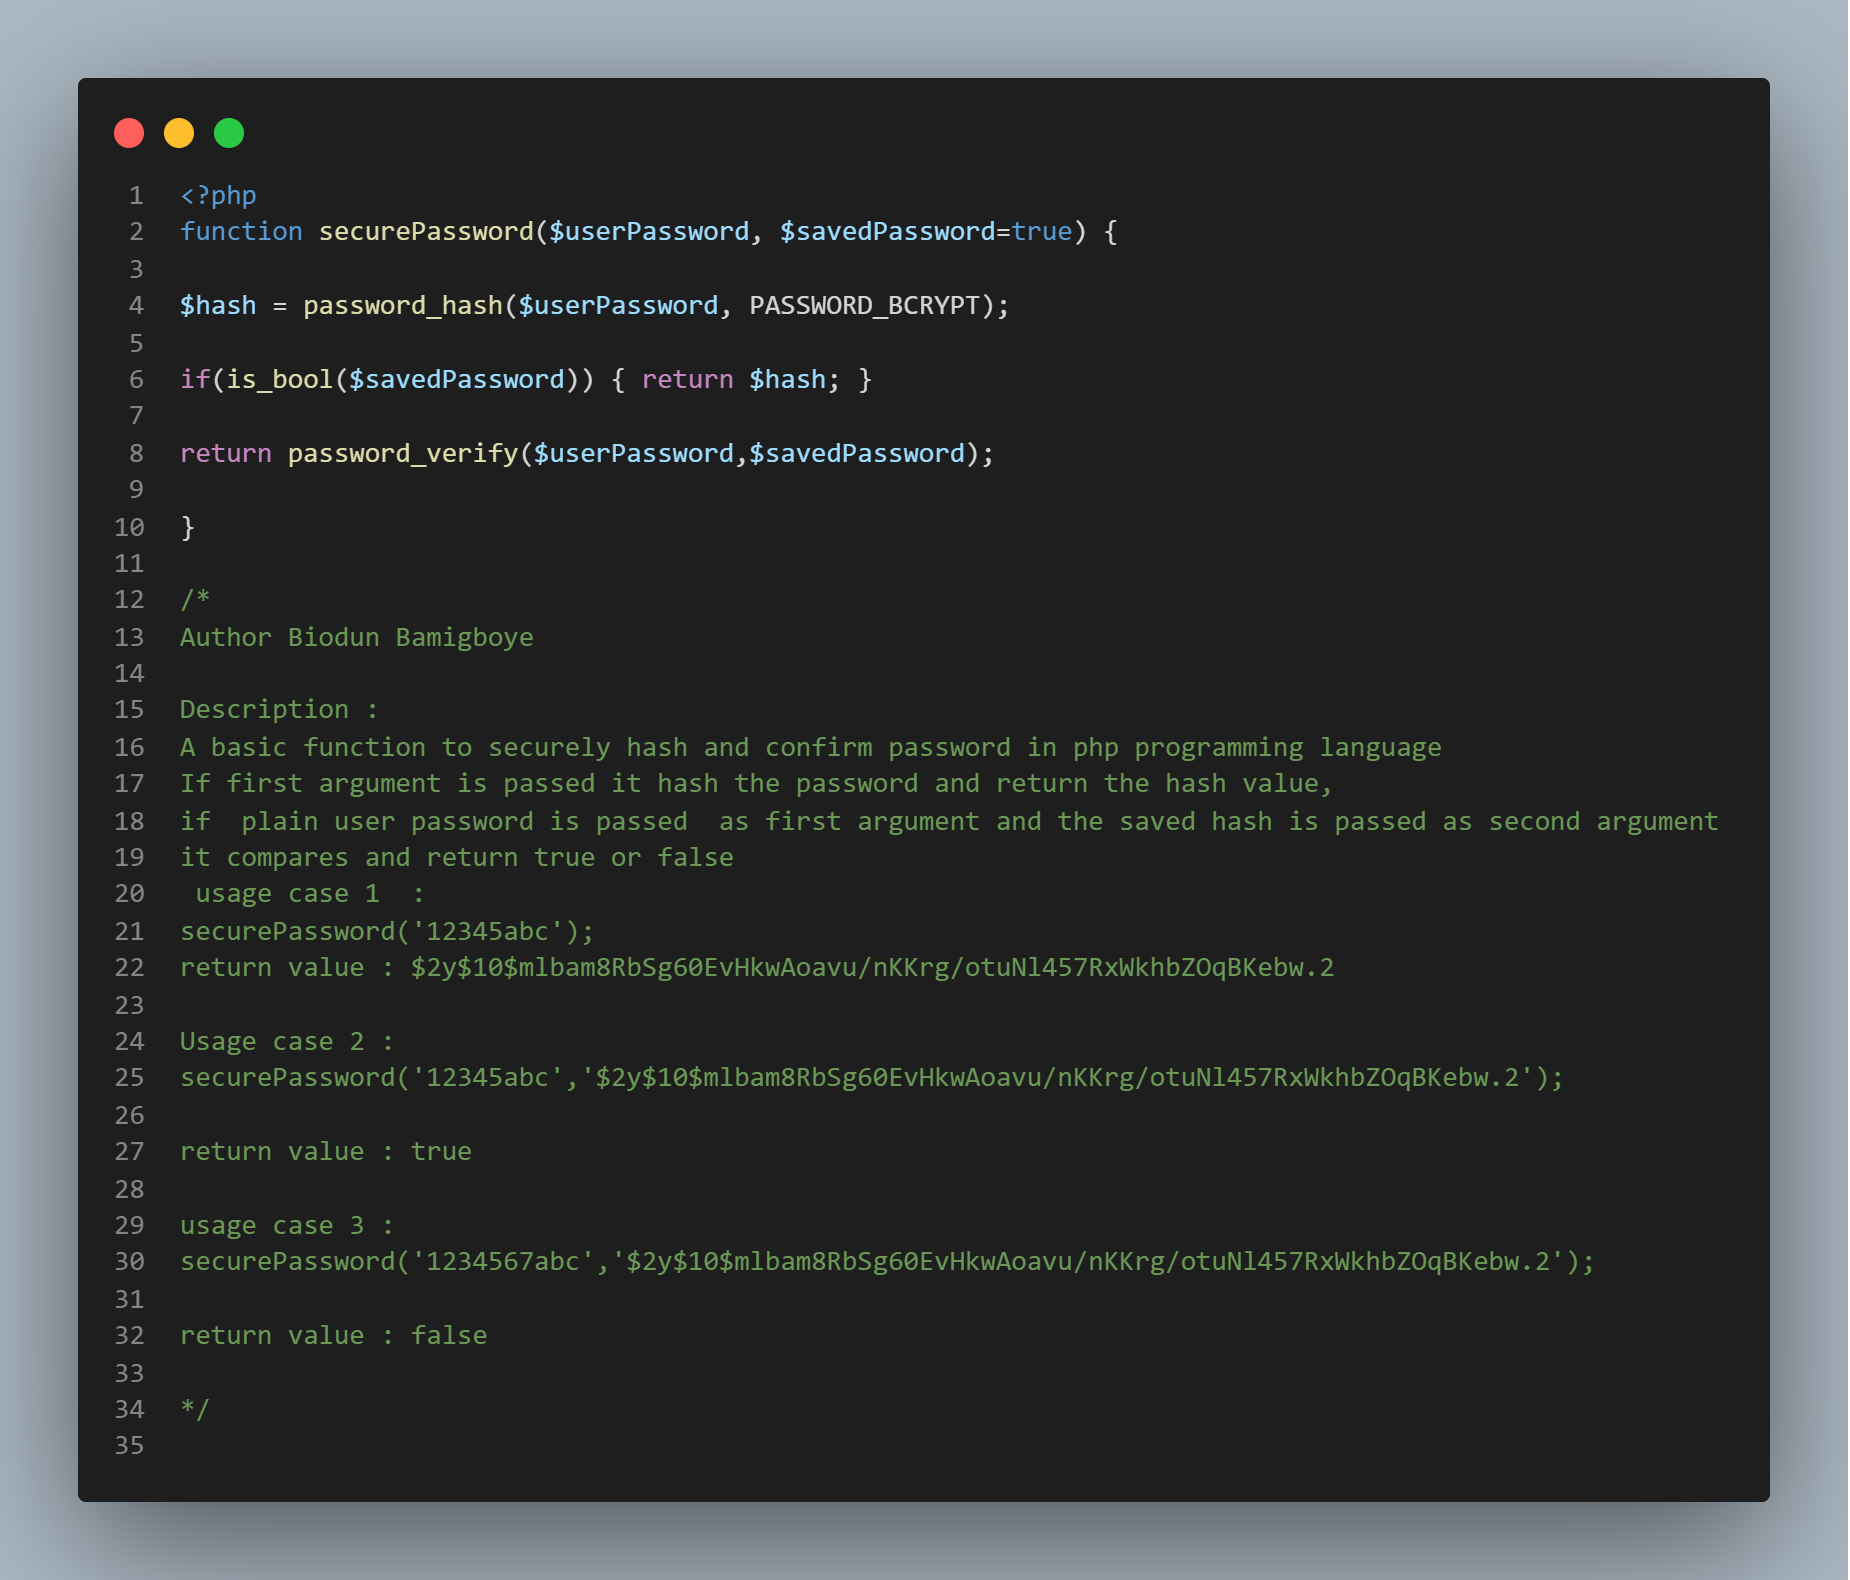 1 <?php
2 function securePassword($userPassword, $savedPassword=true) {
3
4 $hash = password_hash($userPassword, PASSWORD_BCRYPT);
5
6 if(is_bool($savedPassword)) { return $hash; }
7
8 return password_verify($userPassword,$savedPassword);
9
10 }
11
12 /*
13 Author Biodun Bamigboye
14
15 Description :
16 A basic function to securely hash and confirm password in php programming language
17 If first argument is passed it hash the password and return the hash value,
18 if  plain user password is passed  as first argument and the saved hash is passed as second argument
19 it compares and return true or false
20  usage case 1  :
21 securePassword('12345abc');
22 return value : $2y$10$mlbam8RbSg60EvHkwAoavu/nKKrg/otuNl457RxWkhbZOqBKebw.2
23
24 Usage case 2 :
25 securePassword('12345abc','$2y$10$mlbam8RbSg60EvHkwAoavu/nKKrg/otuNl457RxWkhbZOqBKebw.2');
26
27 return value : true
28
29 usage case 3 :
30 securePassword('1234567abc','$2y$10$mlbam8RbSg60EvHkwAoavu/nKKrg/otuNl457RxWkhbZOqBKebw.2');
31
32 return value : false
33
34 */
35